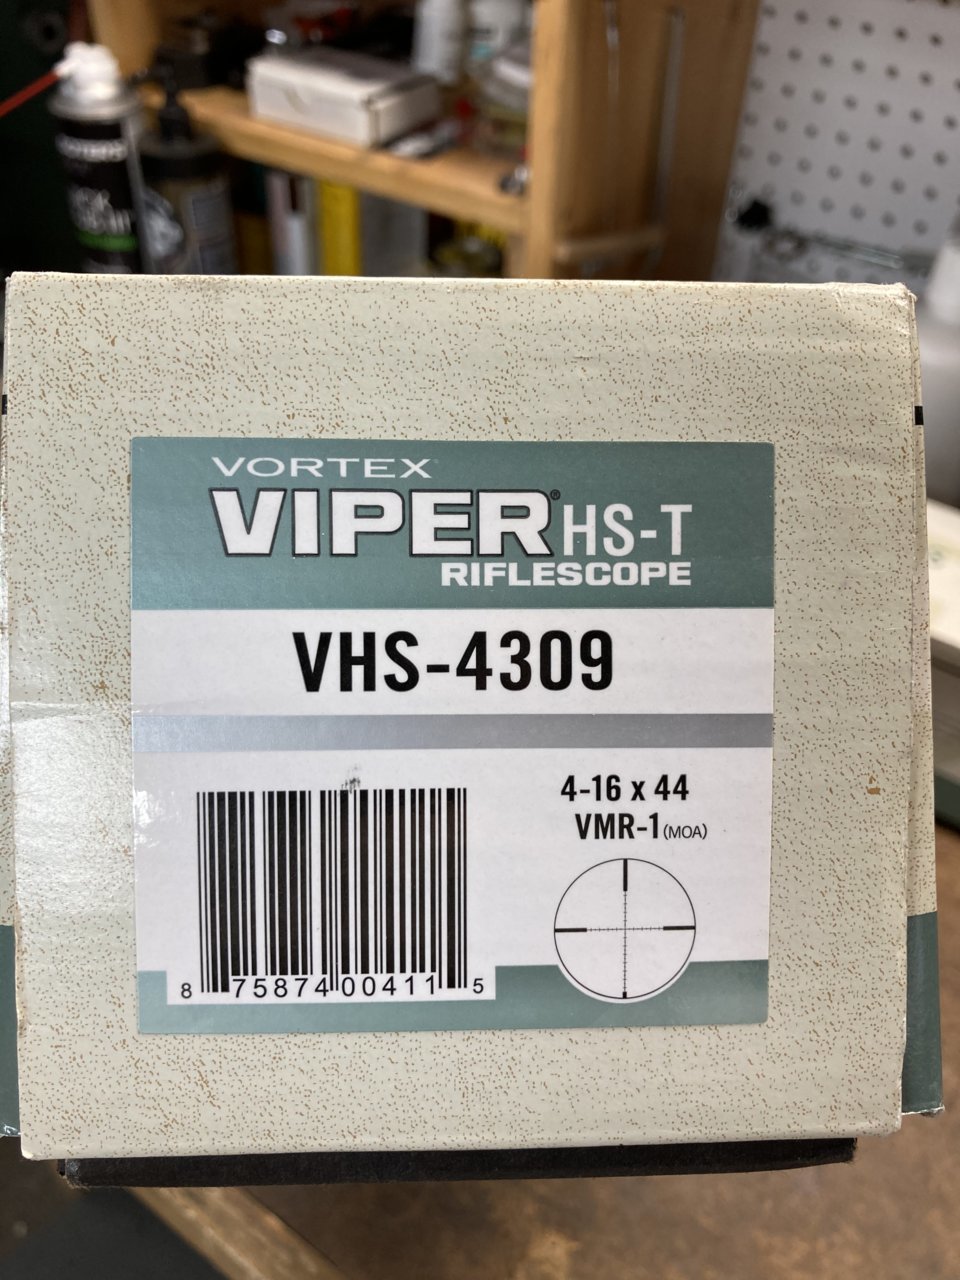 VORTEX
VIPER® HS-T
RIFLESCOPE
VHS-4309
4-16 x 44
VMR-1 (MOA)
8 75874 00411 5